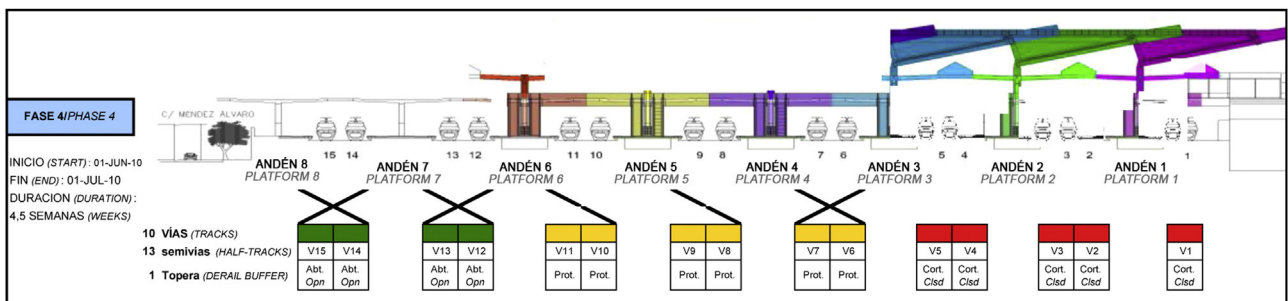 FASE 4/PHASE 4
INICIO (START) : 01-JUN-10
FIN (END) : 01-JUL-10
DURACION (DURATION) :
4,5 SEMANAS (WEEKS)
C/ MENDEZ ALVARO
15 14 13 12 11 10 9 8 7 6 5 4 3 2 1
ANDÉN 8 ANDÉN 7 ANDÉN 6 ANDÉN 5 ANDÉN 4 ANDÉN 3 ANDÉN 2 ANDÉN 1
PLATFORM 8 PLATFORM 7 PLATFORM 6 PLATFORM 5 PLATFORM 4 PLATFORM 3 PLATFORM 2 PLATFORM 1
10 VÍAS (TRACKS)
13 semivias (HALF-TRACKS) V15 V14 V13 V12 V11 V10 V9 V8 V7 V6 V5 V4 V3 V2 V1
1 Topera (DERAIL BUFFER) Abt. Abt. Abt. Abt. Prot. Prot. Prot. Prot. Prot. Prot. Cort. Cort. Cort. Cort. Cort.
Opn Opn Opn Opn Clsd Clsd Clsd Clsd Clsd